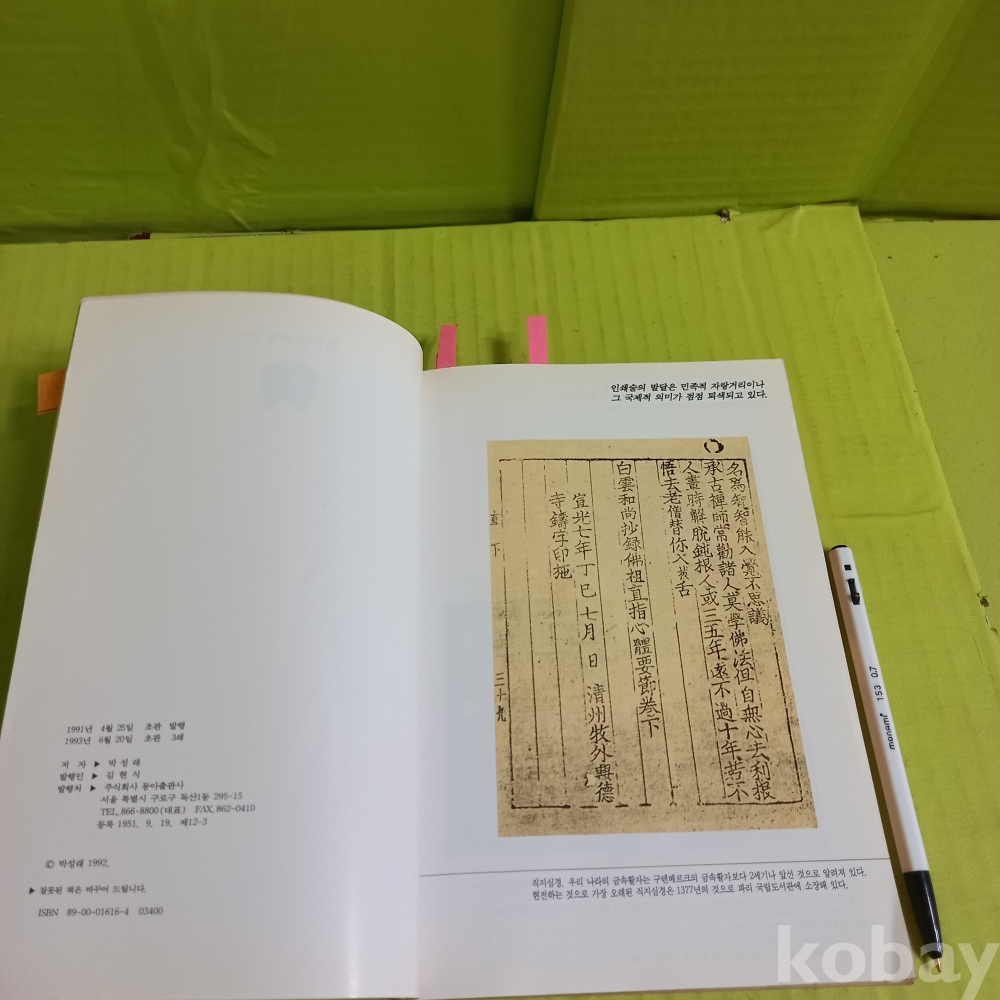 1991년 4월 25일 초판 발행
1993년 6월 20일 초판 3쇄
저 자 ▶ 박성래
발행인 ▶ 김현식
발행처 ▶ 주식회사 동아출판사
서울 특별시 구로구 독산1동 295-15
TEL, 866-8800(대표) FAX, 862-0410
등록 1951. 9. 19. 제12-3
© 박성래 1992.
▶ 잘못된 책은 바꾸어 드립니다.
ISBN 89-00-01616-4 03400
인쇄술의 발달은 민족적 자랑거리이나
그 국제적 의미가 점점 퇴색되고 있다.
名爲智智能入覺不思議
承古禪師常勸諸人莫學佛法但自無心去利根
人晝時解脫鈍根人或三五年遠不過十年若不
悟去老僧替你入拔舌
白雲和尚抄錄佛祖直指心體要節卷下
宣光七年丁巳七月 日 清州牧外興德
寺鑄字印施
直下
三十九
직지심경. 우리 나라의 금속활자는 구텐베르크의 금속활자보다 2세기나 앞선 것으로 알려져 있다.
현전하는 것으로 가장 오래된 직지심경은 1377년의 것으로 파리 국립도서관에 소장돼 있다.
monami 153 0.7
kobay